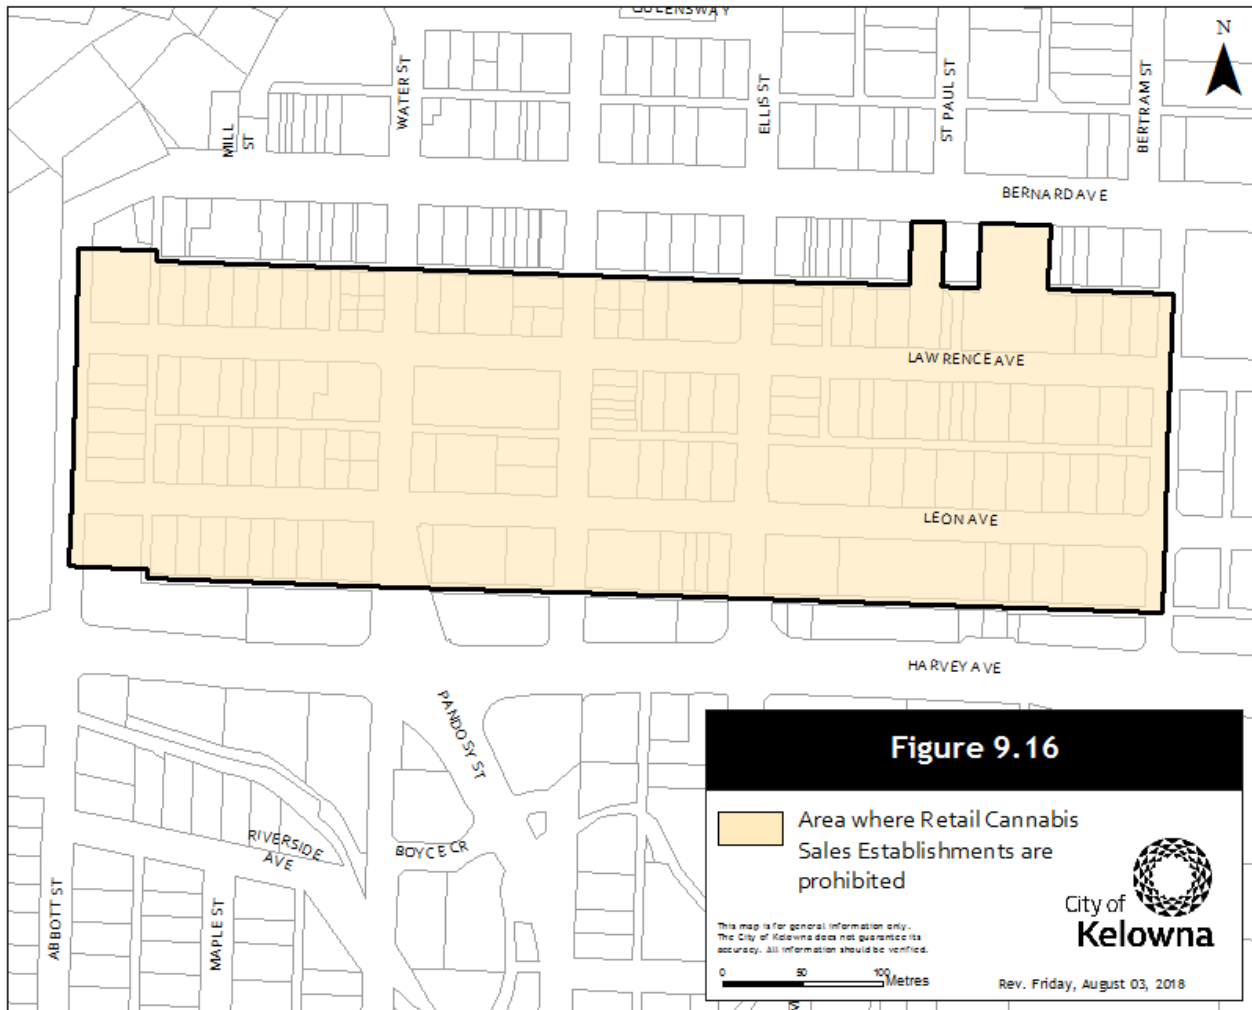 QUEENSWAY
N
WATER ST
ELLIS ST
ST PAUL ST
BERTRAM ST
MILL ST
BERNARD AVE
LAWRENCE AVE
LEON AVE
HARVEY AVE
PANDOSY ST
RIVERSIDE AVE
BOYCE CR
ABBOTT ST
MAPLE ST
Figure 9.16
Area where Retail Cannabis
Sales Establishments are
prohibited
City of
Kelowna
This map is for general information only.
The City of Kelowna does not guarantee its
accuracy. All information should be verified.
0 50 100 Metres
Rev. Friday, August 03, 2018